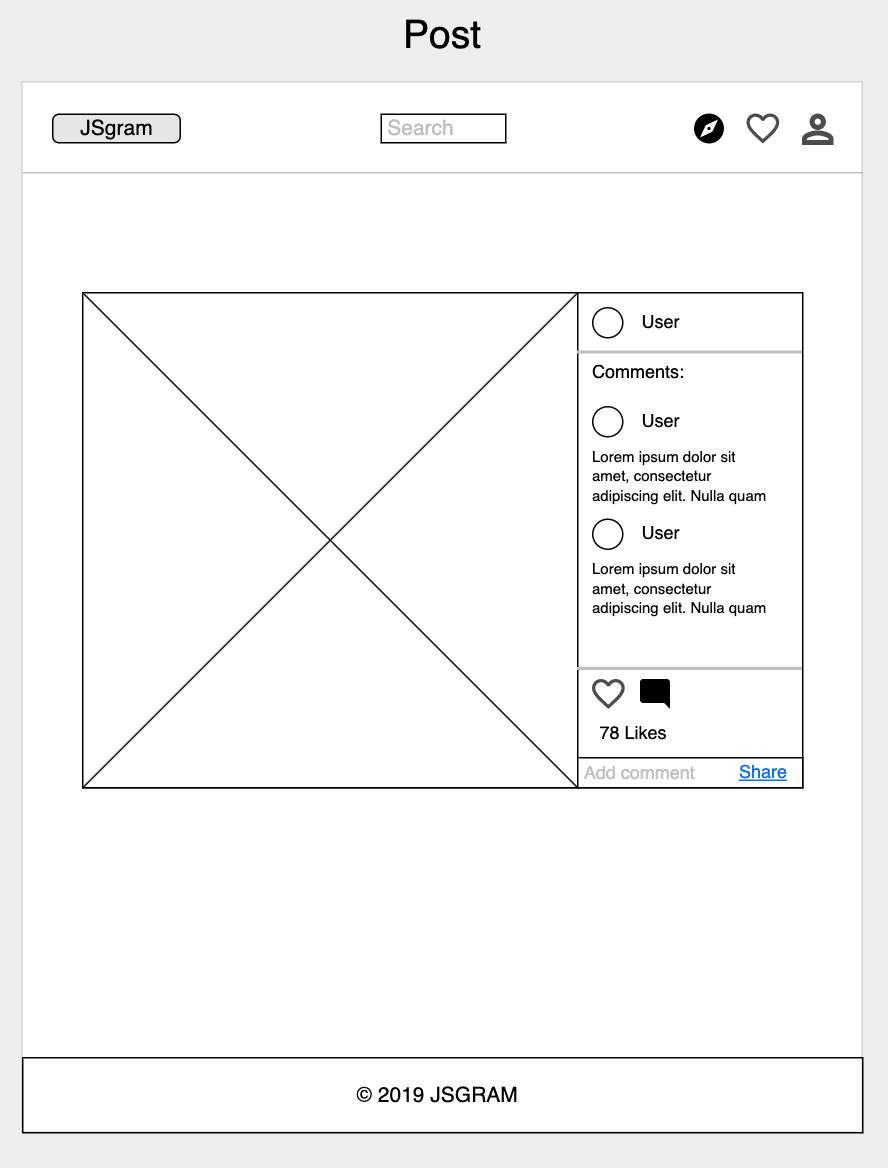 Post
JSgram
Search
User
Comments:
User
Lorem ipsum dolor sit
amet, consectetur
adipiscing elit. Nulla quam
User
Lorem ipsum dolor sit
amet, consectetur
adipiscing elit. Nulla quam
78 Likes
Add comment Share
© 2019 JSGRAM